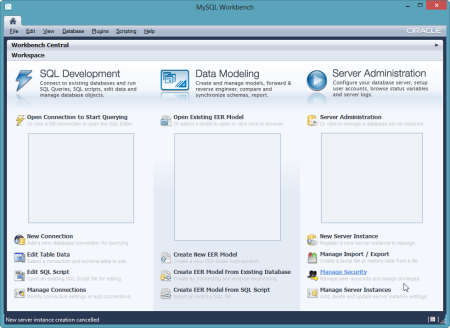 MySQL Workbench
File Edit View Database Plugins Scripting Help
ORACLE
Workbench Central
Workspace
SQL Development
Connect to existing databases and run
SQL Queries, SQL scripts, edit data and
manage database objects.
Data Modeling
Create and manage models, forward &
reverse engineer, compare and
synchronize schemas, report.
Server Administration
Configure your database server, setup
user accounts, browse status variables
and server logs.
Open Connection to Start Querying
Or click a DB connection to open the SQL Editor.
Open Existing EER Model
Or select a model to open or click here to browse.
Server Administration
Or click to manage a database server instance.
New Connection
Add a new database connection for querying.
Edit Table Data
Select a connection and schema table to edit.
Edit SQL Script
Open an existing SQL script file for editing.
Manage Connections
Modify connection settings or add connections.
Create New EER Model
Create a new EER Model from scratch.
Create EER Model From Existing Database
Create by connecting and reverse engineering.
Create EER Model From SQL Script
Import an existing SQL file.
New Server Instance
Register a new server instance to manage.
Manage Import / Export
Create a dump file or restore data from a file.
Manage Security
Manage user accounts and assign privileges.
Manage Server Instances
Add, delete and update server instance settings.
New server instance creation cancelled